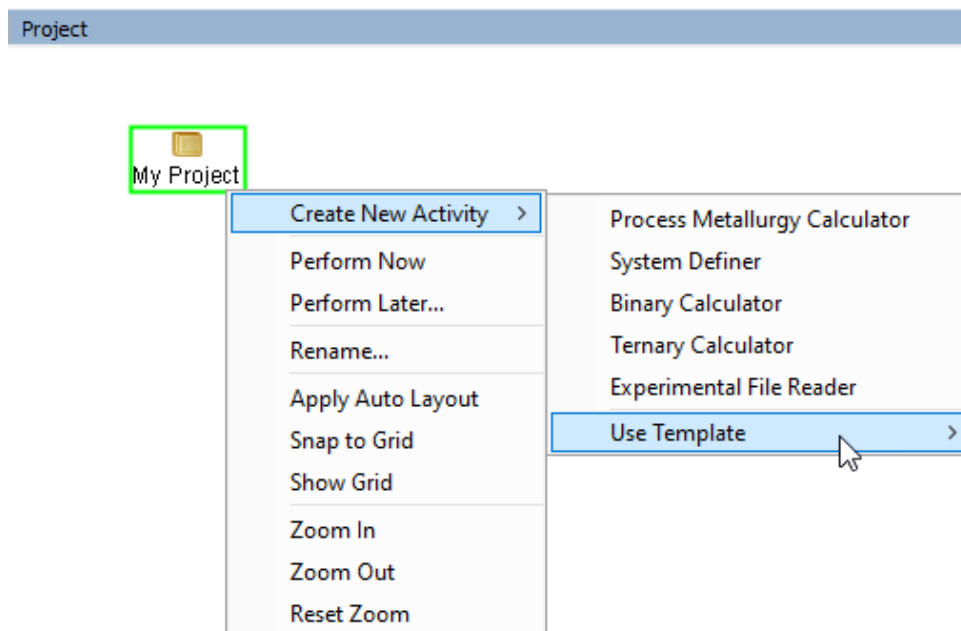 Project
My Project
Create New Activity
Perform Now
Perform Later...
Rename...
Apply Auto Layout
Snap to Grid
Show Grid
Zoom In
Zoom Out
Reset Zoom
Process Metallurgy Calculator
System Definer
Binary Calculator
Ternary Calculator
Experimental File Reader
Use Template